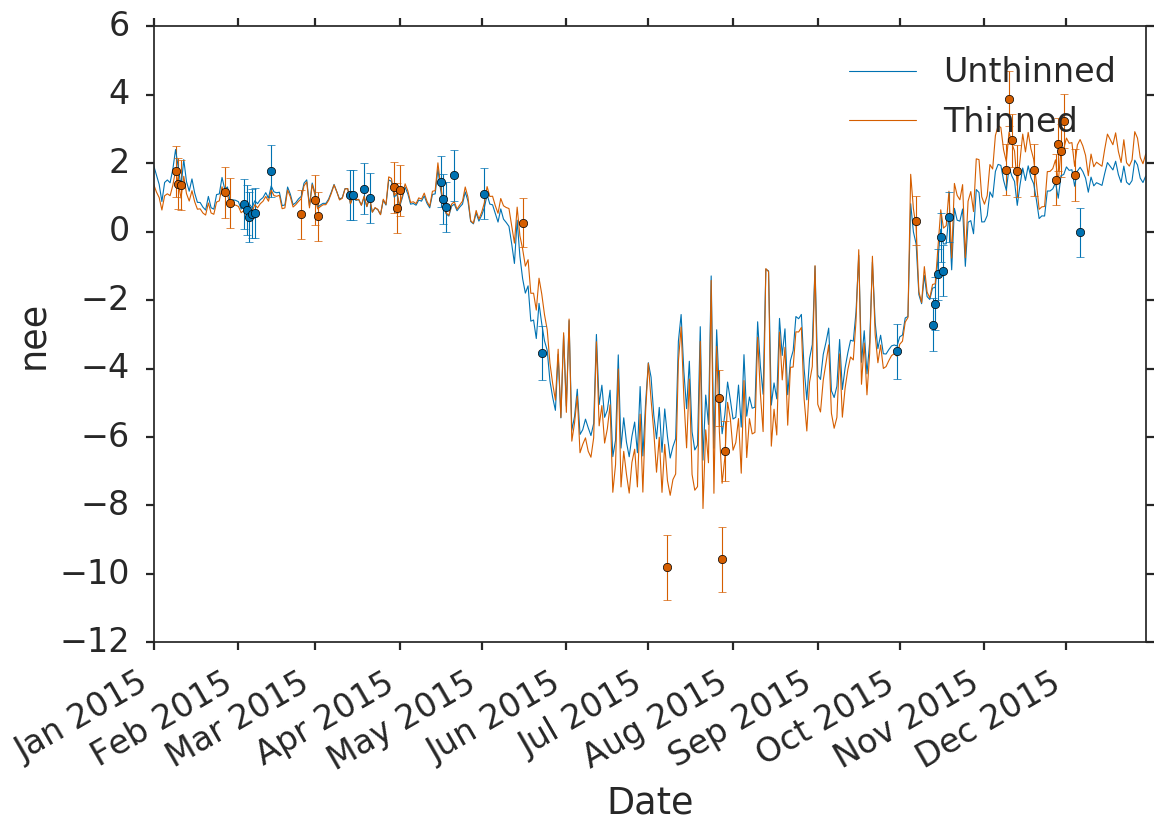 6
4
2
0
−2
−4
−6
−8
−10
−12
nee
Unthinned
Thinned
Jan 2015
Feb 2015
Mar 2015
Apr 2015
May 2015
Jun 2015
Jul 2015
Aug 2015
Sep 2015
Oct 2015
Nov 2015
Dec 2015
Date